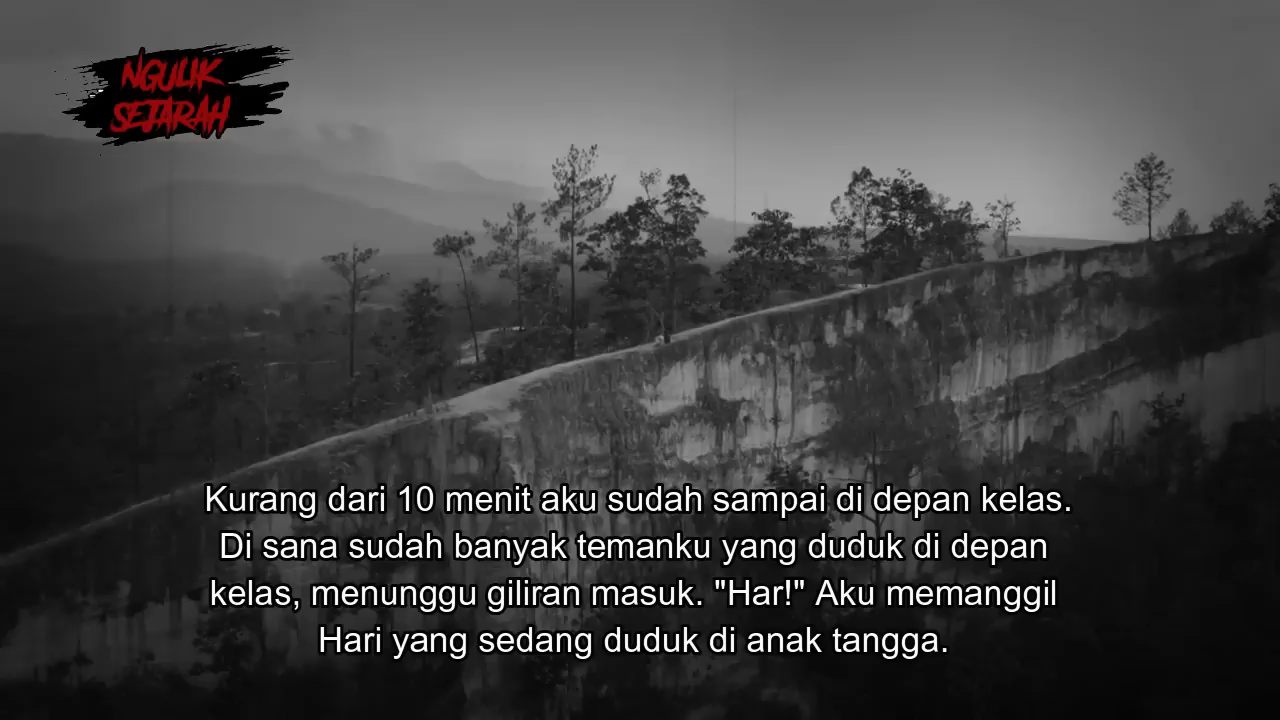 NGULIK
SEJARAH
Kurang dari 10 menit aku sudah sampai di depan kelas.
Di sana sudah banyak temanku yang duduk di depan
kelas, menunggu giliran masuk. "Har!" Aku memanggil
Hari yang sedang duduk di anak tangga.